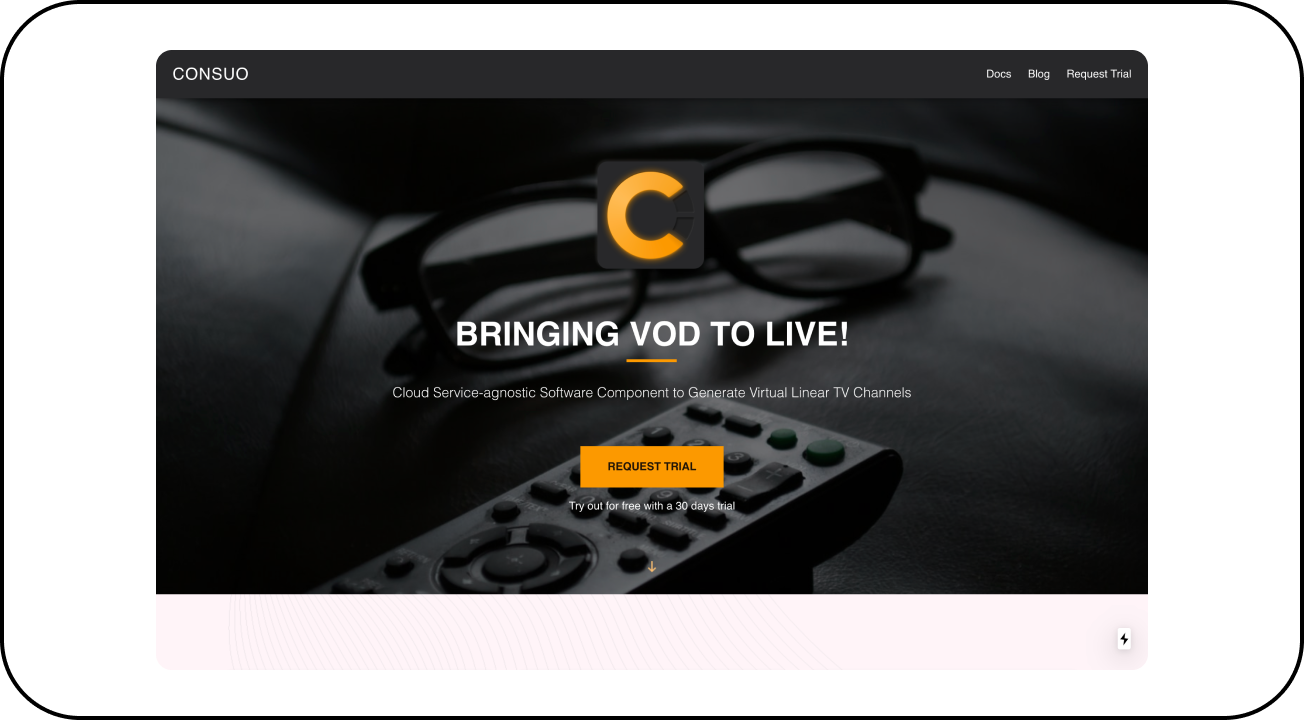 CONSUO
Docs Blog Request Trial
BRINGING VOD TO LIVE!
Cloud Service-agnostic Software Component to Generate Virtual Linear TV Channels
REQUEST TRIAL
Try out for free with a 30 days trial